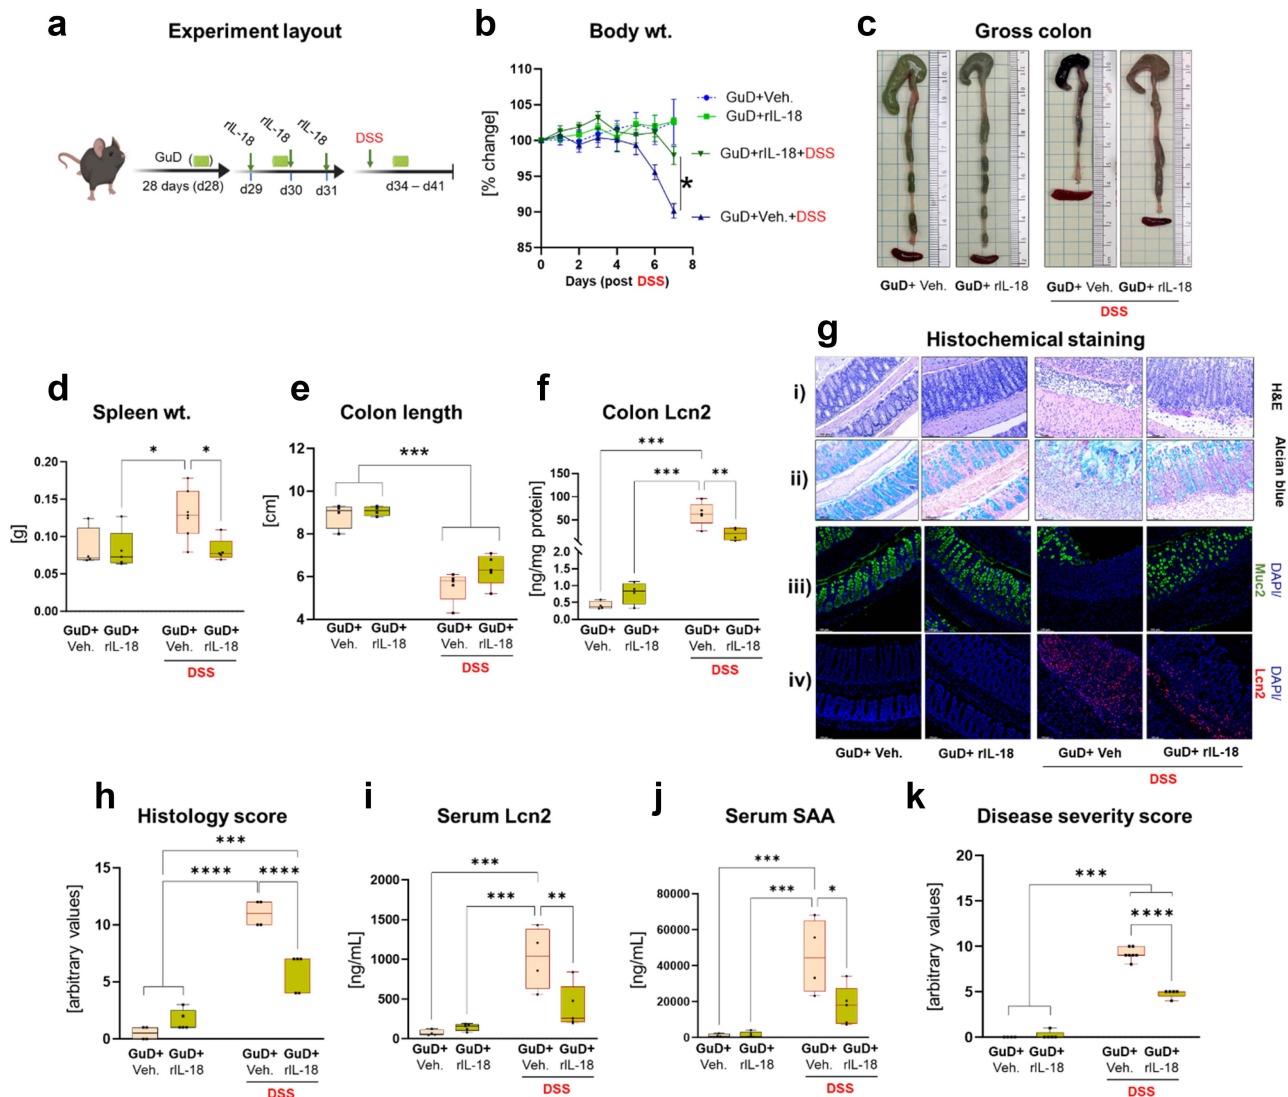 a
Experiment layout
rIL-18
rIL-18
rIL-18
DSS
GuD ( )
28 days (d28)
d29
d30
d31
d34 – d41
b
Body wt.
[% change]
110
105
100
95
90
85
0
2
4
6
8
Days (post DSS)
GuD+Veh.
GuD+rIL-18
GuD+rIL-18+DSS
*
GuD+Veh.+DSS
c
Gross colon
GuD+ Veh.
GuD+ rIL-18
GuD+ Veh.
GuD+ rIL-18
DSS
d
Spleen wt.
[g]
0.20
0.15
0.10
0.05
0.00
*
*
GuD+ GuD+ GuD+ GuD+
Veh. rIL-18 Veh. rIL-18
DSS
e
Colon length
[cm]
12
9
6
4
***
GuD+ GuD+ GuD+ GuD+
Veh. rIL-18 Veh. rIL-18
DSS
f
Colon Lcn2
[ng/mg protein]
150
100
50
2.0
1.5
1.0
0.5
0.0
***
***
**
GuD+ GuD+ GuD+ GuD+
Veh. rIL-18 Veh. rIL-18
DSS
g
Histochemical staining
i)
H&E
ii)
Alcian blue
iii)
DAPI/
Muc2
iv)
DAPI/
Lcn2
GuD+ Veh.
GuD+ rIL-18
GuD+ Veh
GuD+ rIL-18
DSS
h
Histology score
[arbitrary values]
15
10
5
0
***
****
****
GuD+ GuD+ GuD+ GuD+
Veh. rIL-18 Veh. rIL-18
DSS
i
Serum Lcn2
[ng/mL]
2000
1500
1000
500
0
***
***
**
GuD+ GuD+ GuD+ GuD+
Veh. rIL-18 Veh. rIL-18
DSS
j
Serum SAA
[ng/mL]
80000
60000
40000
20000
0
***
***
*
GuD+ GuD+ GuD+ GuD+
Veh. rIL-18 Veh. rIL-18
DSS
k
Disease severity score
[arbitrary values]
20
15
10
5
0
***
****
GuD+ GuD+ GuD+ GuD+
Veh. rIL-18 Veh. rIL-18
DSS